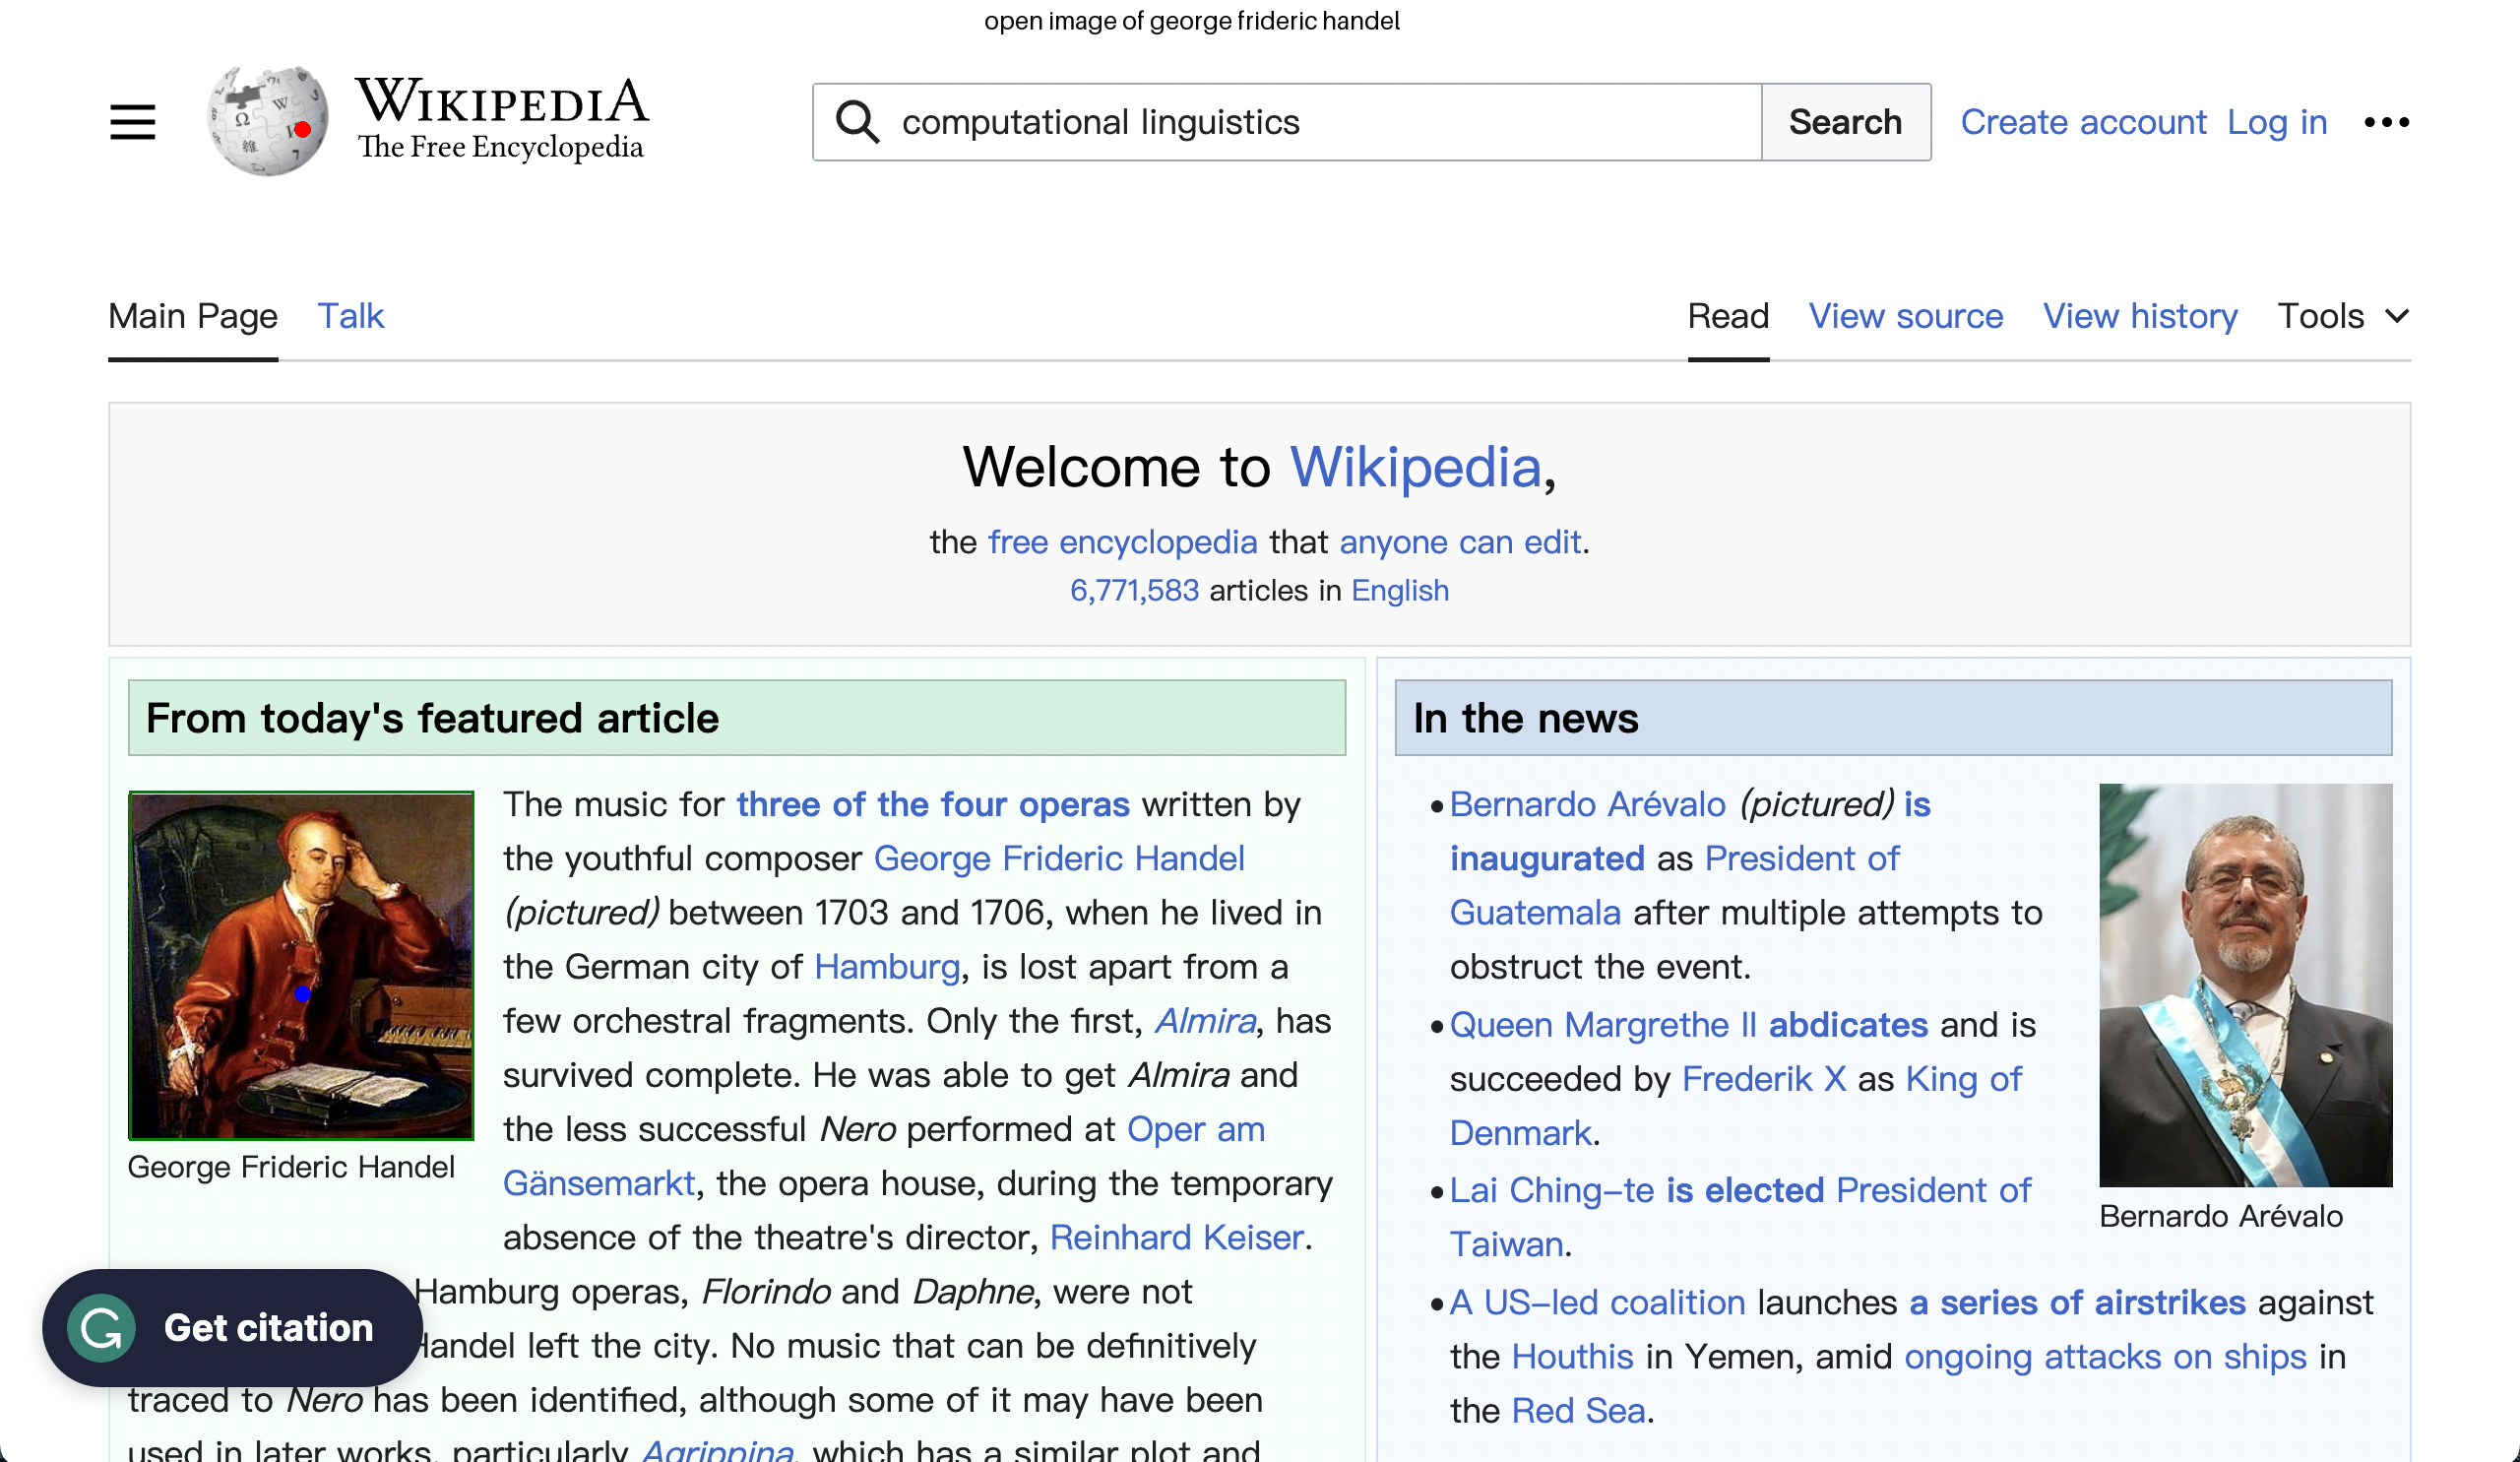 open image of george frideric handel
WIKIPEDIA
The Free Encyclopedia
computational linguistics
Search
Create account Log in
Main Page Talk
Read View source View history Tools
Welcome to Wikipedia,
the free encyclopedia that anyone can edit.
6,771,583 articles in English
From today's featured article
The music for three of the four operas written by
the youthful composer George Frideric Handel
(pictured) between 1703 and 1706, when he lived in
the German city of Hamburg, is lost apart from a
few orchestral fragments. Only the first, Almira, has
survived complete. He was able to get Almira and
the less successful Nero performed at Oper am
Gänsemarkt, the opera house, during the temporary
absence of the theatre's director, Reinhard Keiser.
Hamburg operas, Florindo and Daphne, were not
Handel left the city. No music that can be definitively
traced to Nero has been identified, although some of it may have been
used in later works, particularly Agrippina, which has a similar plot and
George Frideric Handel
Get citation
In the news
Bernardo Arévalo (pictured) is
inaugurated as President of
Guatemala after multiple attempts to
obstruct the event.
Queen Margrethe II abdicates and is
succeeded by Frederik X as King of
Denmark.
Lai Ching-te is elected President of
Taiwan.
A US-led coalition launches a series of airstrikes against
the Houthis in Yemen, amid ongoing attacks on ships in
the Red Sea.
Bernardo Arévalo